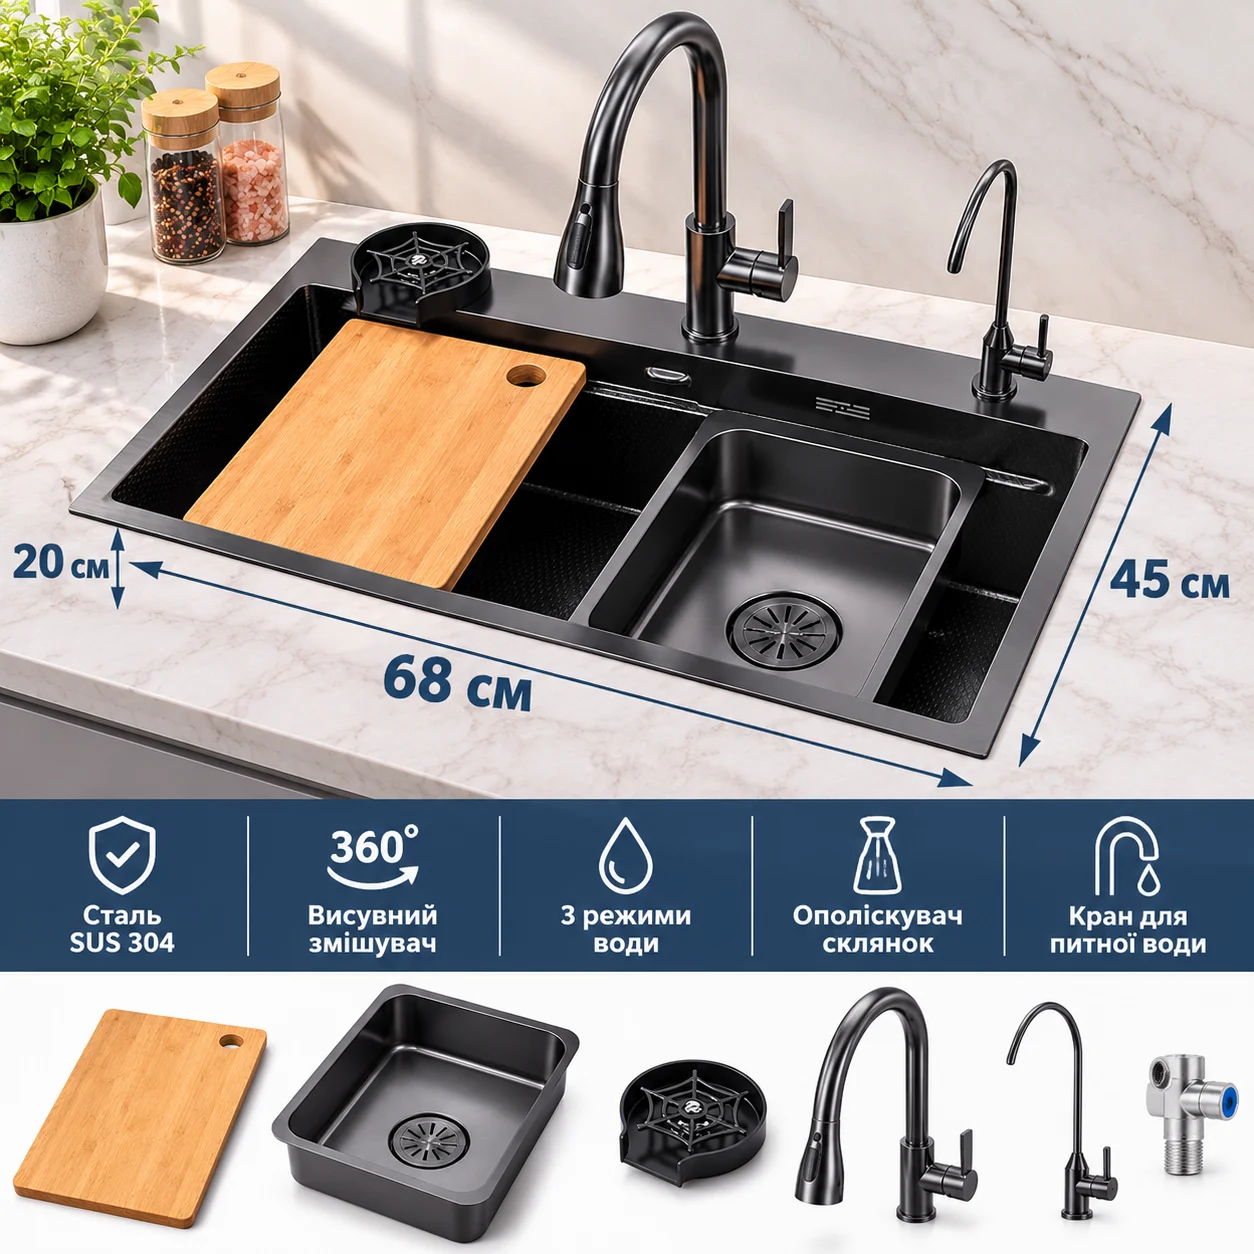 20 см
68 см
45 см
Сталь
SUS 304
360°
Висувний
змішувач
3 режими
води
Ополіскувач
склянок
Кран для
питної води